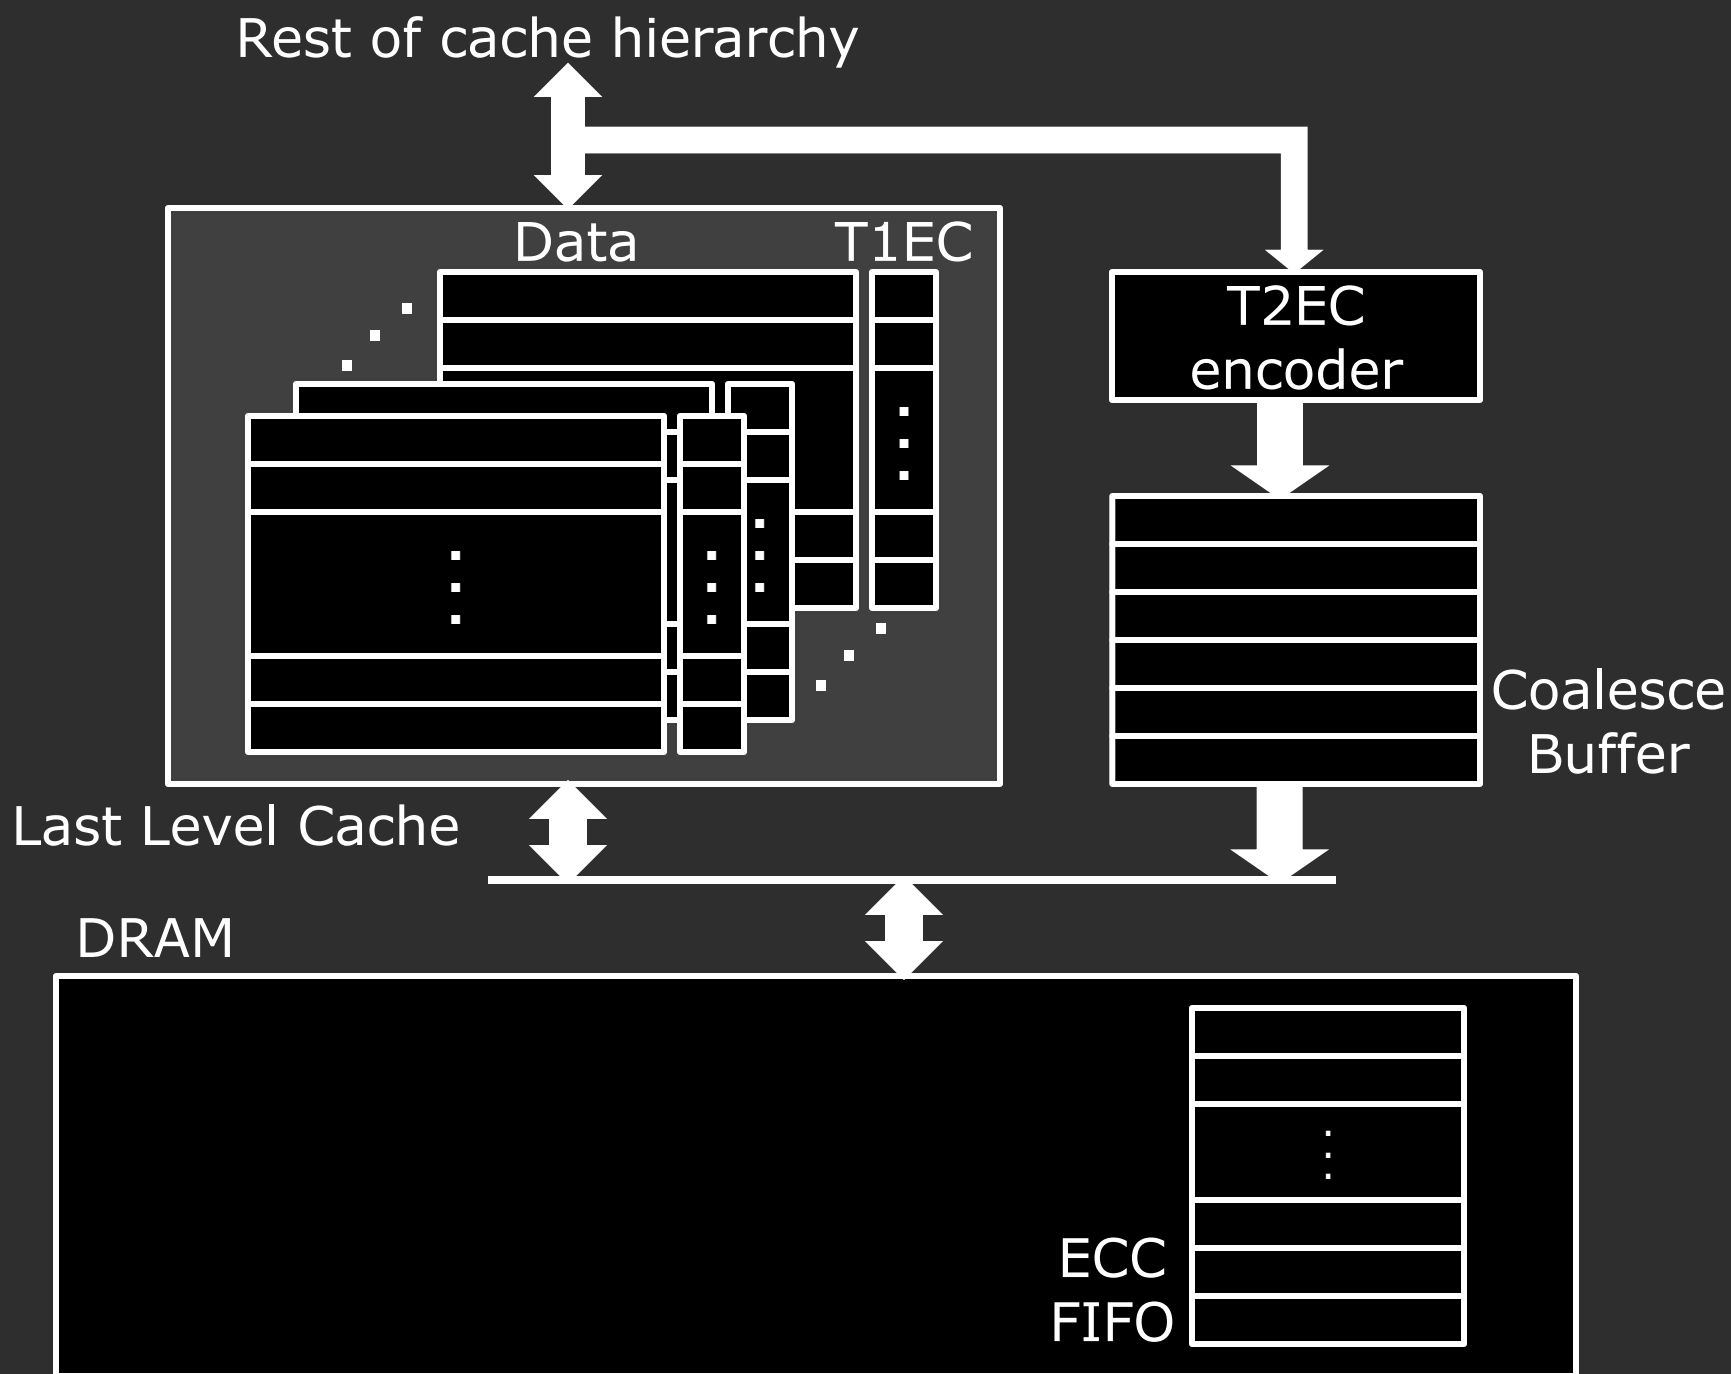 Rest of cache hierarchy
Data
T1EC
T2EC
encoder
Coalesce
Buffer
Last Level Cache
DRAM
ECC
FIFO